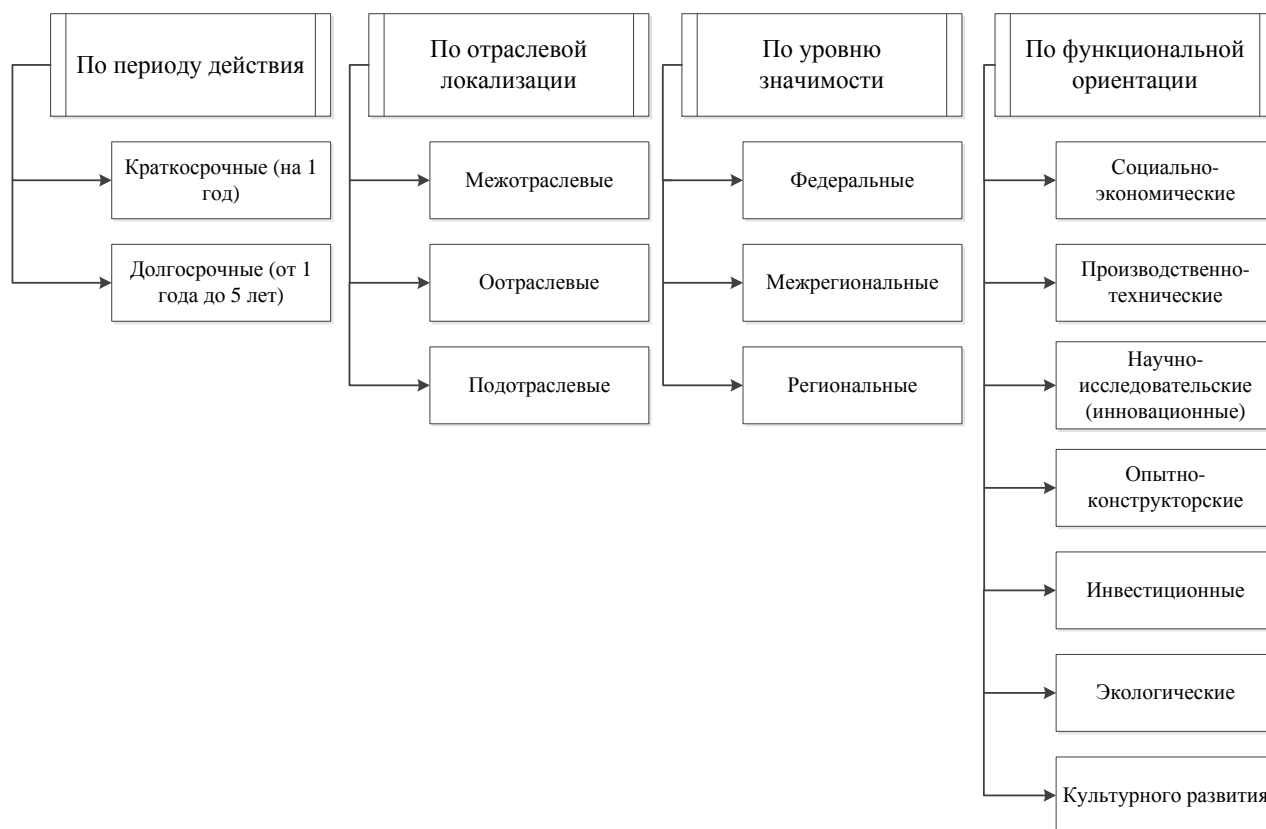 По периоду действия
Краткосрочные (на 1
год)
Долгосрочные (от 1
года до 5 лет)
По отраслевой
локализации
Межотраслевые
Оотраслевые
Подотраслевые
По уровню
значимости
Федеральные
Межрегиональные
Региональные
По функциональной
ориентации
Социально-
экономические
Производственно-
технические
Научно-
исследовательские
(инновационные)
Опытно-
конструкторские
Инвестиционные
Экологические
Культурного развития